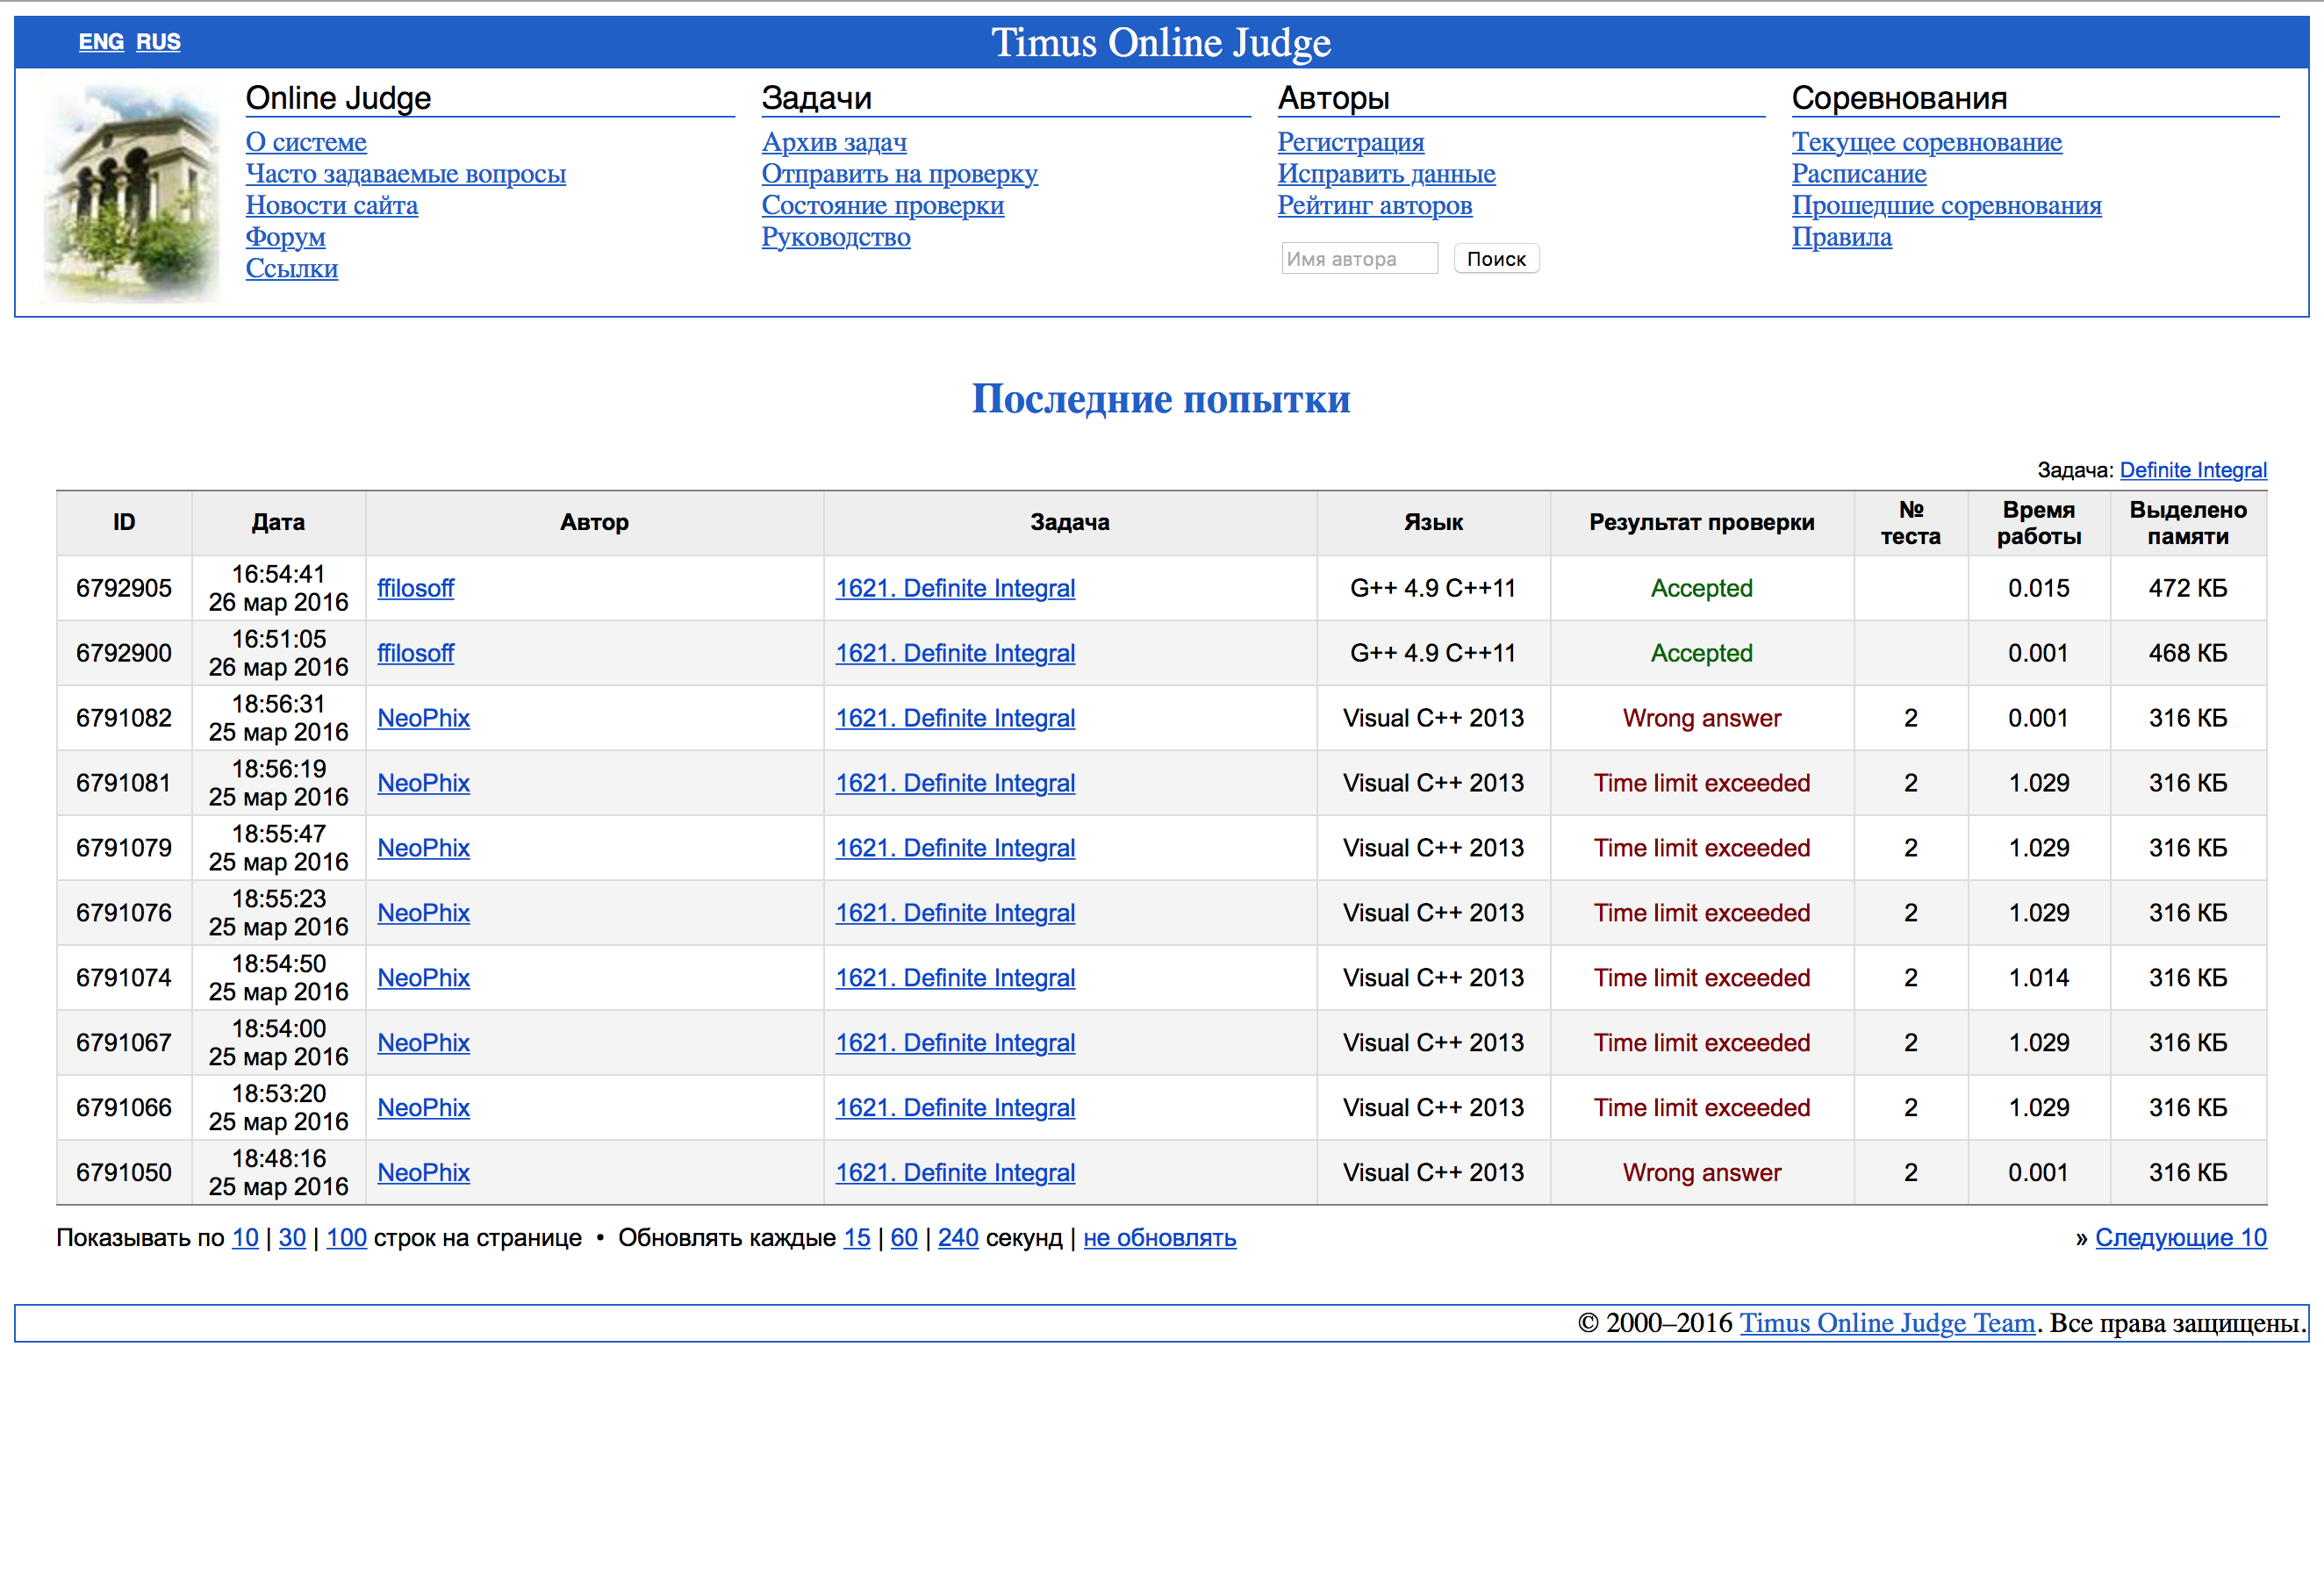 ENG RUS
Timus Online Judge
Online Judge
О системе
Часто задаваемые вопросы
Новости сайта
Форум
Ссылки
Задачи
Архив задач
Отправить на проверку
Состояние проверки
Руководство
Авторы
Регистрация
Исправить данные
Рейтинг авторов
Имя автора Поиск
Соревнования
Текущее соревнование
Расписание
Прошедшие соревнования
Правила
Последние попытки
Задача: Definite Integral
ID Дата Автор Задача Язык Результат проверки № теста Время работы Выделено памяти
6792905 16:54:41 26 мар 2016 ffilosoff 1621. Definite Integral G++ 4.9 C++11 Accepted 0.015 472 КБ
6792900 16:51:05 26 мар 2016 ffilosoff 1621. Definite Integral G++ 4.9 C++11 Accepted 0.001 468 КБ
6791082 18:56:31 25 мар 2016 NeoPhix 1621. Definite Integral Visual C++ 2013 Wrong answer 2 0.001 316 КБ
6791081 18:56:19 25 мар 2016 NeoPhix 1621. Definite Integral Visual C++ 2013 Time limit exceeded 2 1.029 316 КБ
6791079 18:55:47 25 мар 2016 NeoPhix 1621. Definite Integral Visual C++ 2013 Time limit exceeded 2 1.029 316 КБ
6791076 18:55:23 25 мар 2016 NeoPhix 1621. Definite Integral Visual C++ 2013 Time limit exceeded 2 1.029 316 КБ
6791074 18:54:50 25 мар 2016 NeoPhix 1621. Definite Integral Visual C++ 2013 Time limit exceeded 2 1.014 316 КБ
6791067 18:54:00 25 мар 2016 NeoPhix 1621. Definite Integral Visual C++ 2013 Time limit exceeded 2 1.029 316 КБ
6791066 18:53:20 25 мар 2016 NeoPhix 1621. Definite Integral Visual C++ 2013 Time limit exceeded 2 1.029 316 КБ
6791050 18:48:16 25 мар 2016 NeoPhix 1621. Definite Integral Visual C++ 2013 Wrong answer 2 0.001 316 КБ
Показывать по 10 | 30 | 100 строк на странице • Обновлять каждые 15 | 60 | 240 секунд | не обновлять » Следующие 10
© 2000–2016 Timus Online Judge Team. Все права защищены.